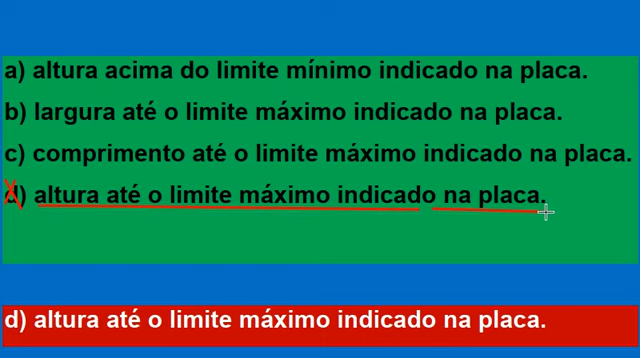 a) altura acima do limite mínimo indicado na placa.
b) largura até o limite máximo indicado na placa.
c) comprimento até o limite máximo indicado na placa.
d) altura até o limite máximo indicado na placa.
d) altura até o limite máximo indicado na placa.